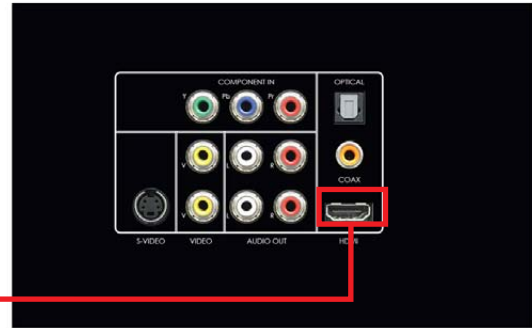 COMPONENT IN
OPTICAL
Y
Pb
Pr
V
L
R
COAX
V
L
R
S-VIDEO
VIDEO
AUDIO OUT
HDMI